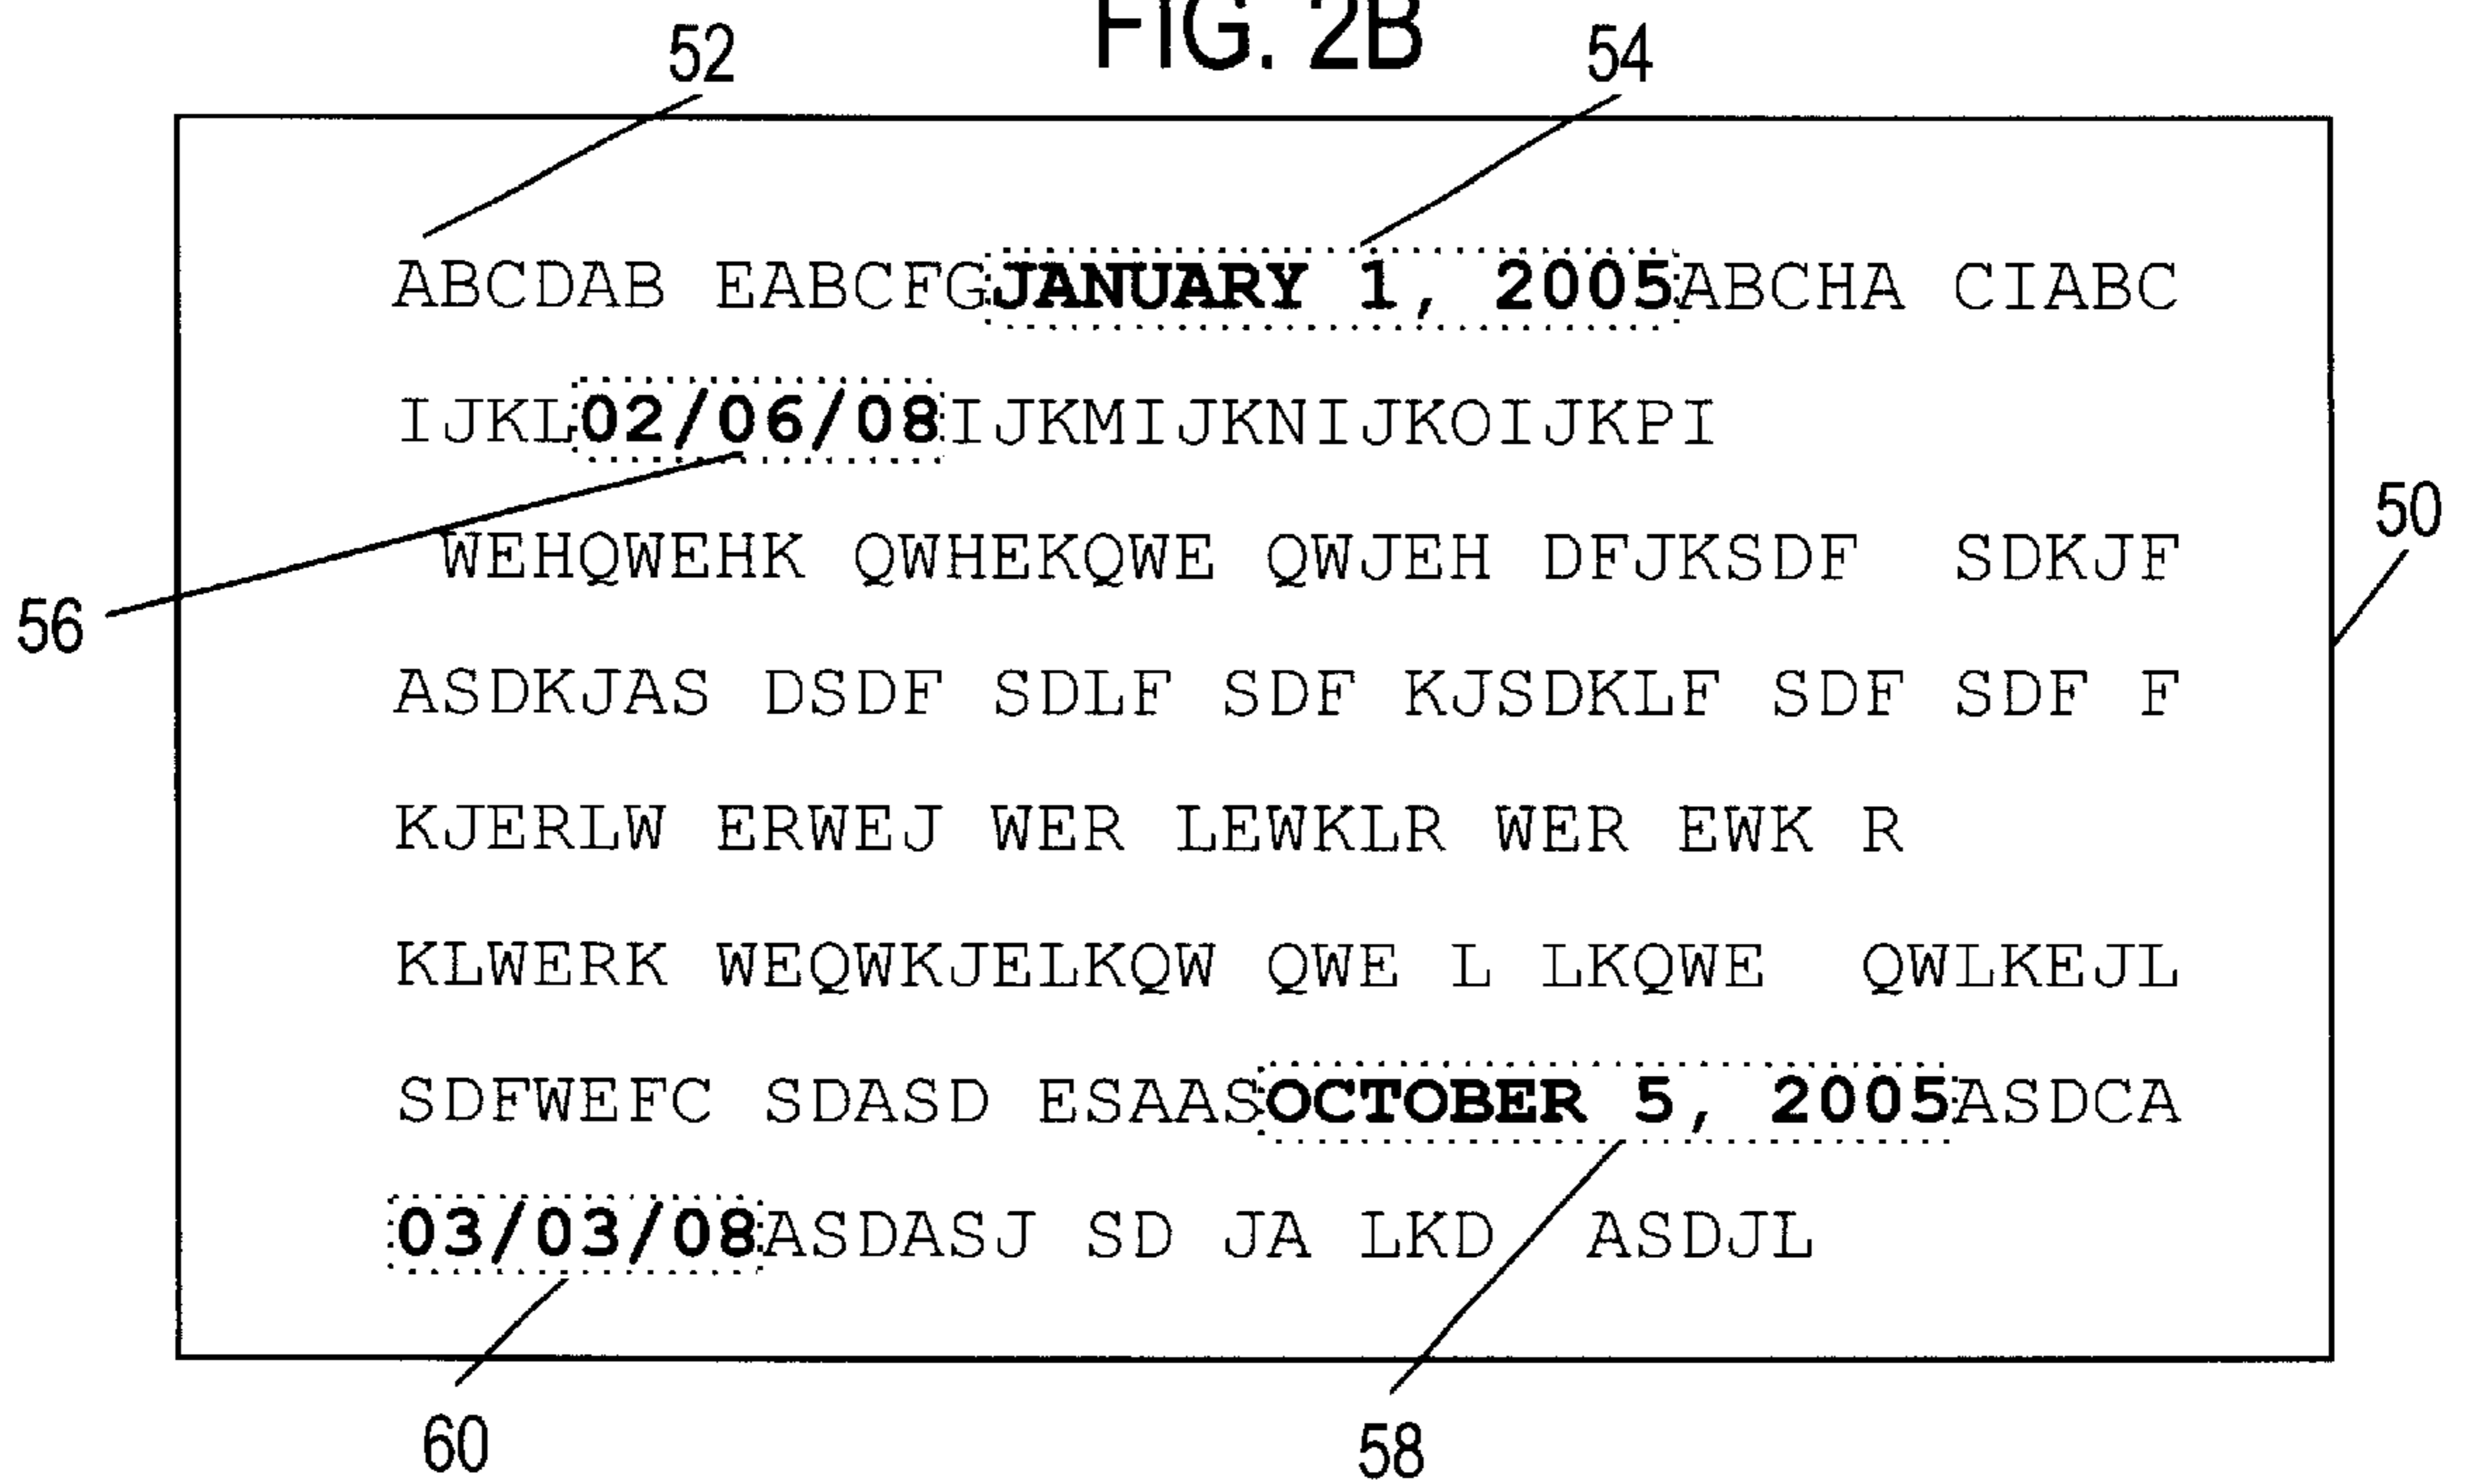 FIG. 2B
52 54
ABCDAB EABCFGJANUARY 1, 2005ABCHA CIABC
IJKL02/06/08IJKMIJKNIJKOIJKPI
50
WEHQWEHK QWHEKQWE QWJEH DFJKSDF SDKJF
56
ASDKJAS DSDF SDLF SDF KJSDKLF SDF SDF F
KJERLW ERWEJ WER LEWKLR WER EWK R
KLWERK WEQWKJELKQW QWE L LKQWE QWLKEJL
SDFWEFC SDASD ESAASOCTOBER 5, 2005ASDCA
03/03/08ASDASJ SD JA LKD ASDJL
60 58